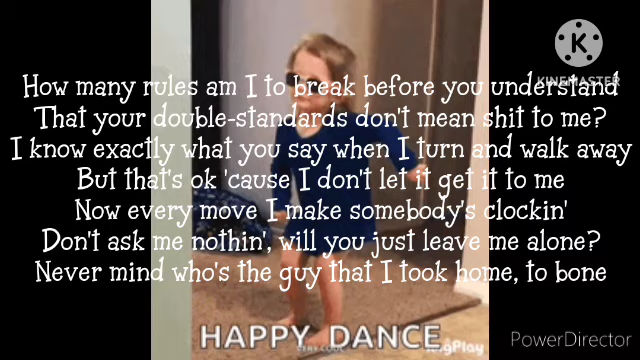 K
KINEMASTER
How many rules am I to break before you understand
That your double-standards don't mean shit to me?
I know exactly what you say when I turn and walk away
But that's ok 'cause I don't let it get it to me
Now every move I make somebody's clockin'
Don't ask me nothin', will you just leave me alone?
Never mind who's the guy that I took home, to bone
HAPPY DANCE
PowerDirector